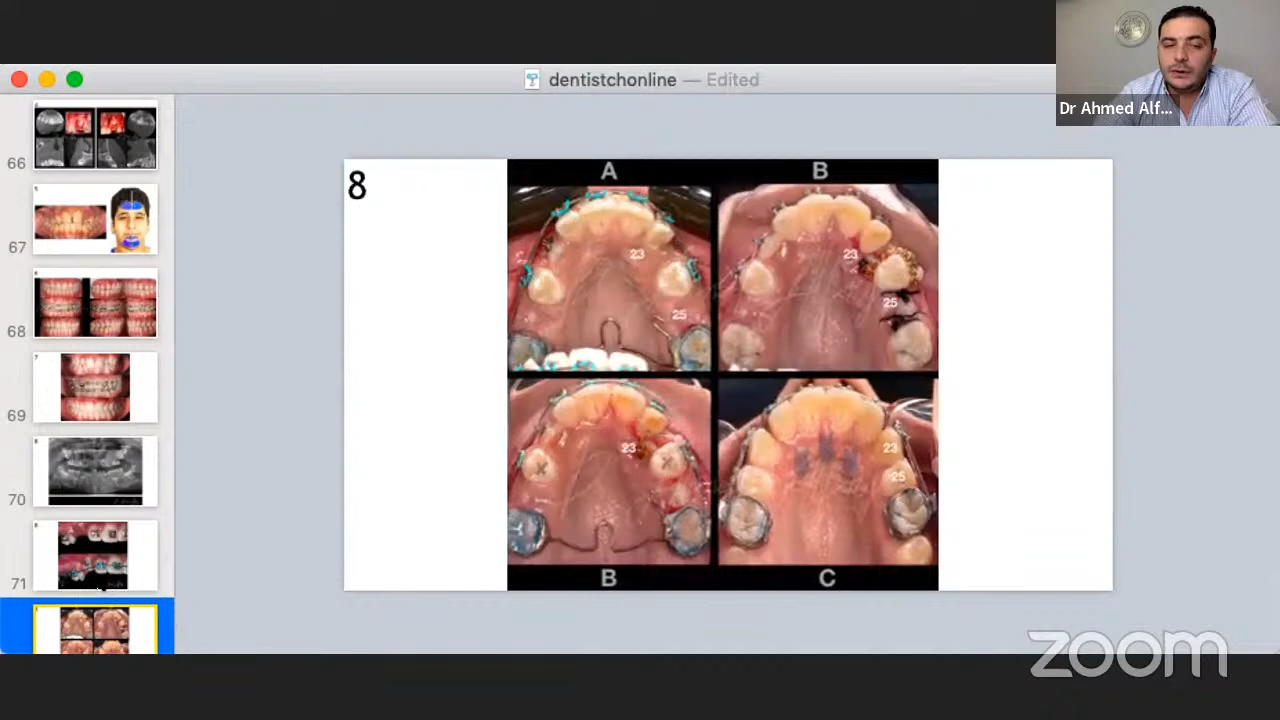 dentistchonline — Edited
Dr Ahmed Alf...
66
67
68
69
70
71
8
A
B
23
25
23
25
23
23
25
B
C
zoom